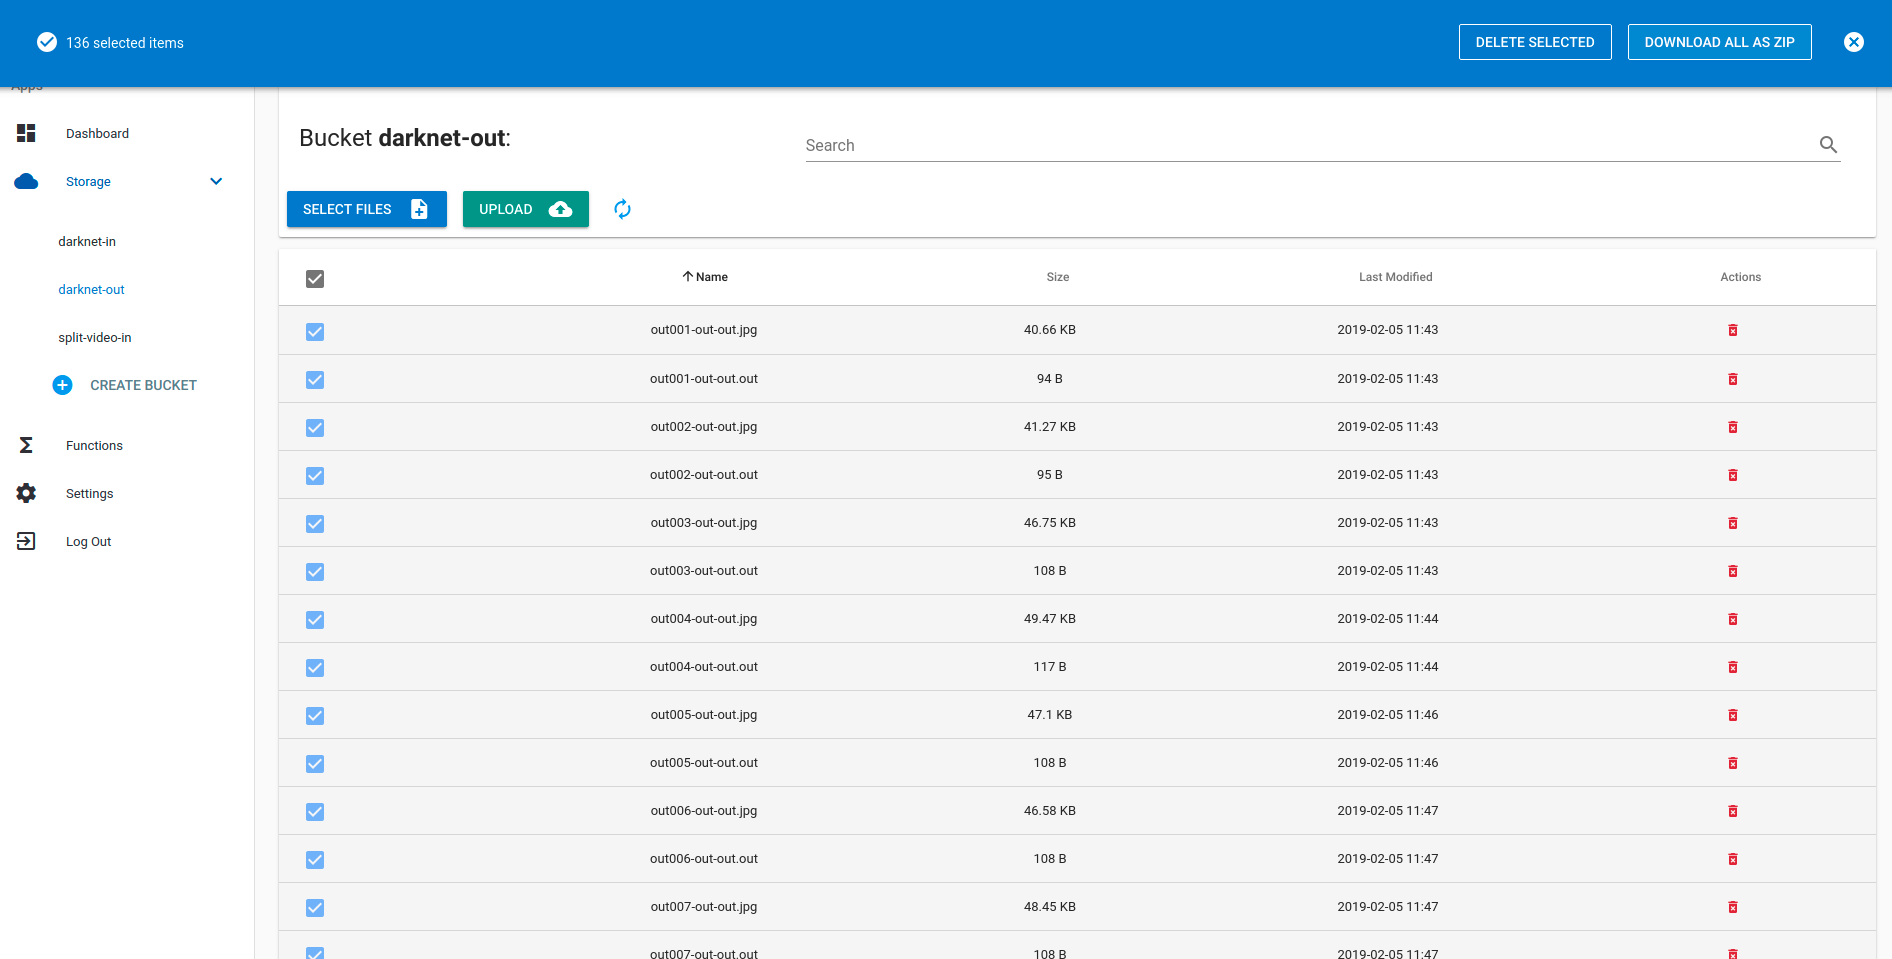 136 selected items
DELETE SELECTED
DOWNLOAD ALL AS ZIP
Apps
Dashboard
Storage
darknet-in
darknet-out
split-video-in
CREATE BUCKET
Functions
Settings
Log Out
Bucket darknet-out:
Search
SELECT FILES
UPLOAD
Name Size Last Modified Actions
out001-out-out.jpg 40.66 KB 2019-02-05 11:43
out001-out-out.out 94 B 2019-02-05 11:43
out002-out-out.jpg 41.27 KB 2019-02-05 11:43
out002-out-out.out 95 B 2019-02-05 11:43
out003-out-out.jpg 46.75 KB 2019-02-05 11:43
out003-out-out.out 108 B 2019-02-05 11:43
out004-out-out.jpg 49.47 KB 2019-02-05 11:44
out004-out-out.out 117 B 2019-02-05 11:44
out005-out-out.jpg 47.1 KB 2019-02-05 11:46
out005-out-out.out 108 B 2019-02-05 11:46
out006-out-out.jpg 46.58 KB 2019-02-05 11:47
out006-out-out.out 108 B 2019-02-05 11:47
out007-out-out.jpg 48.45 KB 2019-02-05 11:47
out007-out-out.out 108 B 2019-02-05 11:47